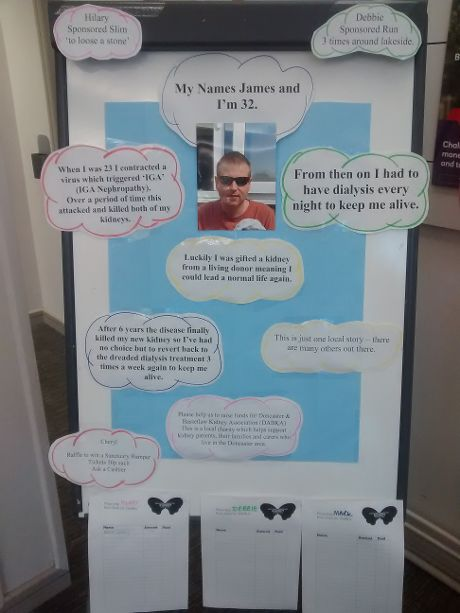 Hilary
Sponsored Slim
'to loose a stone'
Debbie
Sponsored Run
3 times around lakeside.
My Names James and
I'm 32.
When I was 23 I contracted a
virus which triggered 'IGA'
(IGA Nephropathy).
Over a period of time this
attacked and killed both of my
kidneys.
From then on I had to
have dialysis every
night to keep me alive.
Luckily I was gifted a kidney
from a living donor meaning I
could lead a normal life again.
After 6 years the disease finally
killed my new kidney so I've had
no choice but to revert back to
the dreaded dialysis treatment 3
times a week again to keep me
alive.
This is just one local story – there
are many others out there.
Please help us to raise funds for Doncaster &
Bassetlaw Kidney Association (DABKA)
This is a local charity which helps support
kidney patients, their families and carers who
live in the Doncaster area.
Cheryl
Raffle to win a Sanctuary Hamper
Tickets 50p each
Ask a Cashier
HILARY
Name Amount Paid
DEBBIE
Name Amount Paid
Name Amount Paid